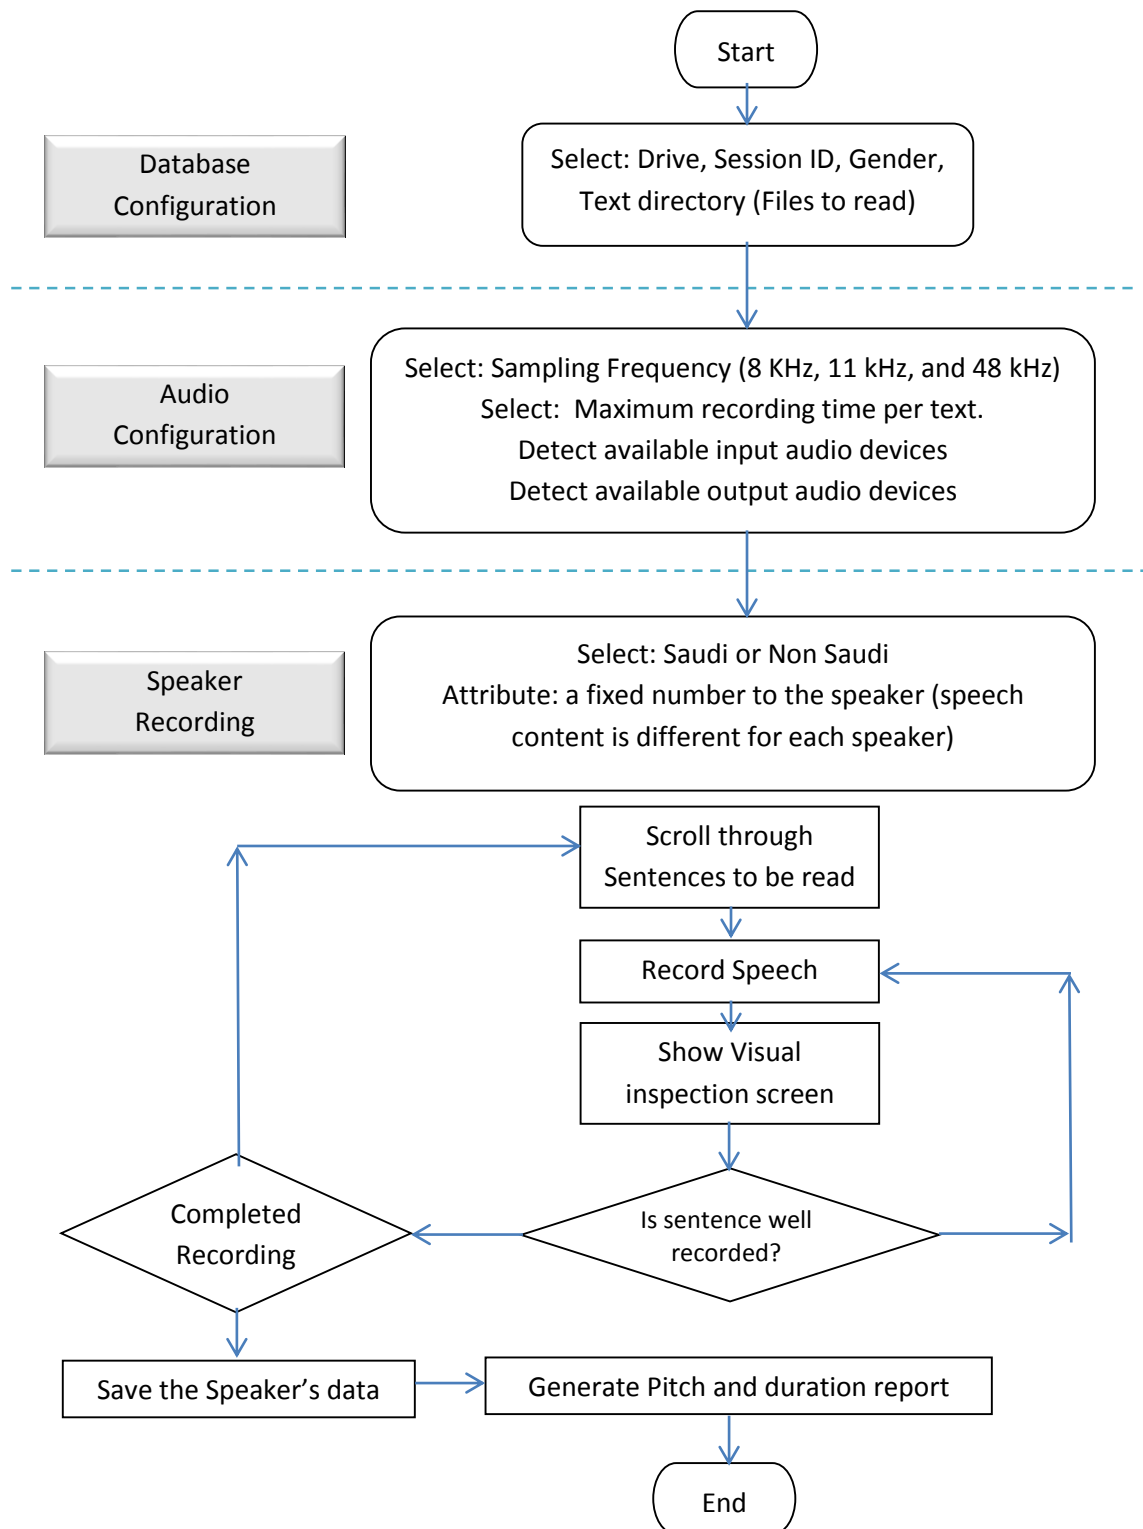 Start
Database
Configuration
Select: Drive, Session ID, Gender,
Text directory (Files to read)
Audio
Configuration
Select: Sampling Frequency (8 KHz, 11 kHz, and 48 kHz)
Select:  Maximum recording time per text.
Detect available input audio devices
Detect available output audio devices
Speaker
Recording
Select: Saudi or Non Saudi
Attribute: a fixed number to the speaker (speech
content is different for each speaker)
Scroll through
Sentences to be read
Record Speech
Show Visual
inspection screen
Is sentence well
recorded?
Completed
Recording
Save the Speaker’s data
Generate Pitch and duration report
End